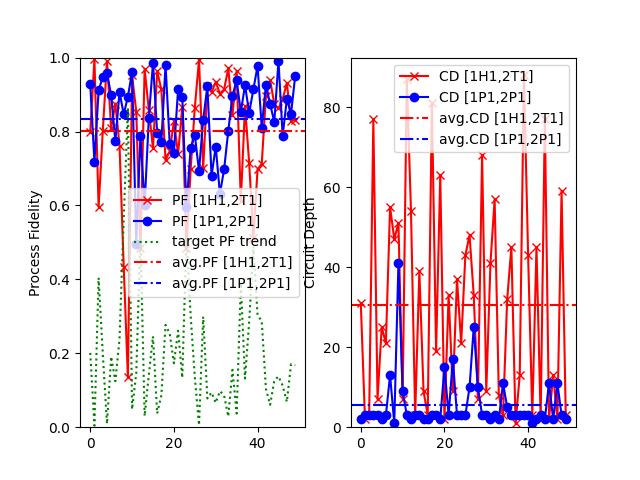 1.0
0.8
0.6
0.4
0.2
0.0
Process Fidelity
0
20
40
PF [1H1,2T1]
PF [1P1,2P1]
target PF trend
avg.PF [1H1,2T1]
avg.PF [1P1,2P1]
80
60
40
20
0
Circuit Depth
0
20
40
CD [1H1,2T1]
CD [1P1,2P1]
avg.CD [1H1,2T1]
avg.CD [1P1,2P1]